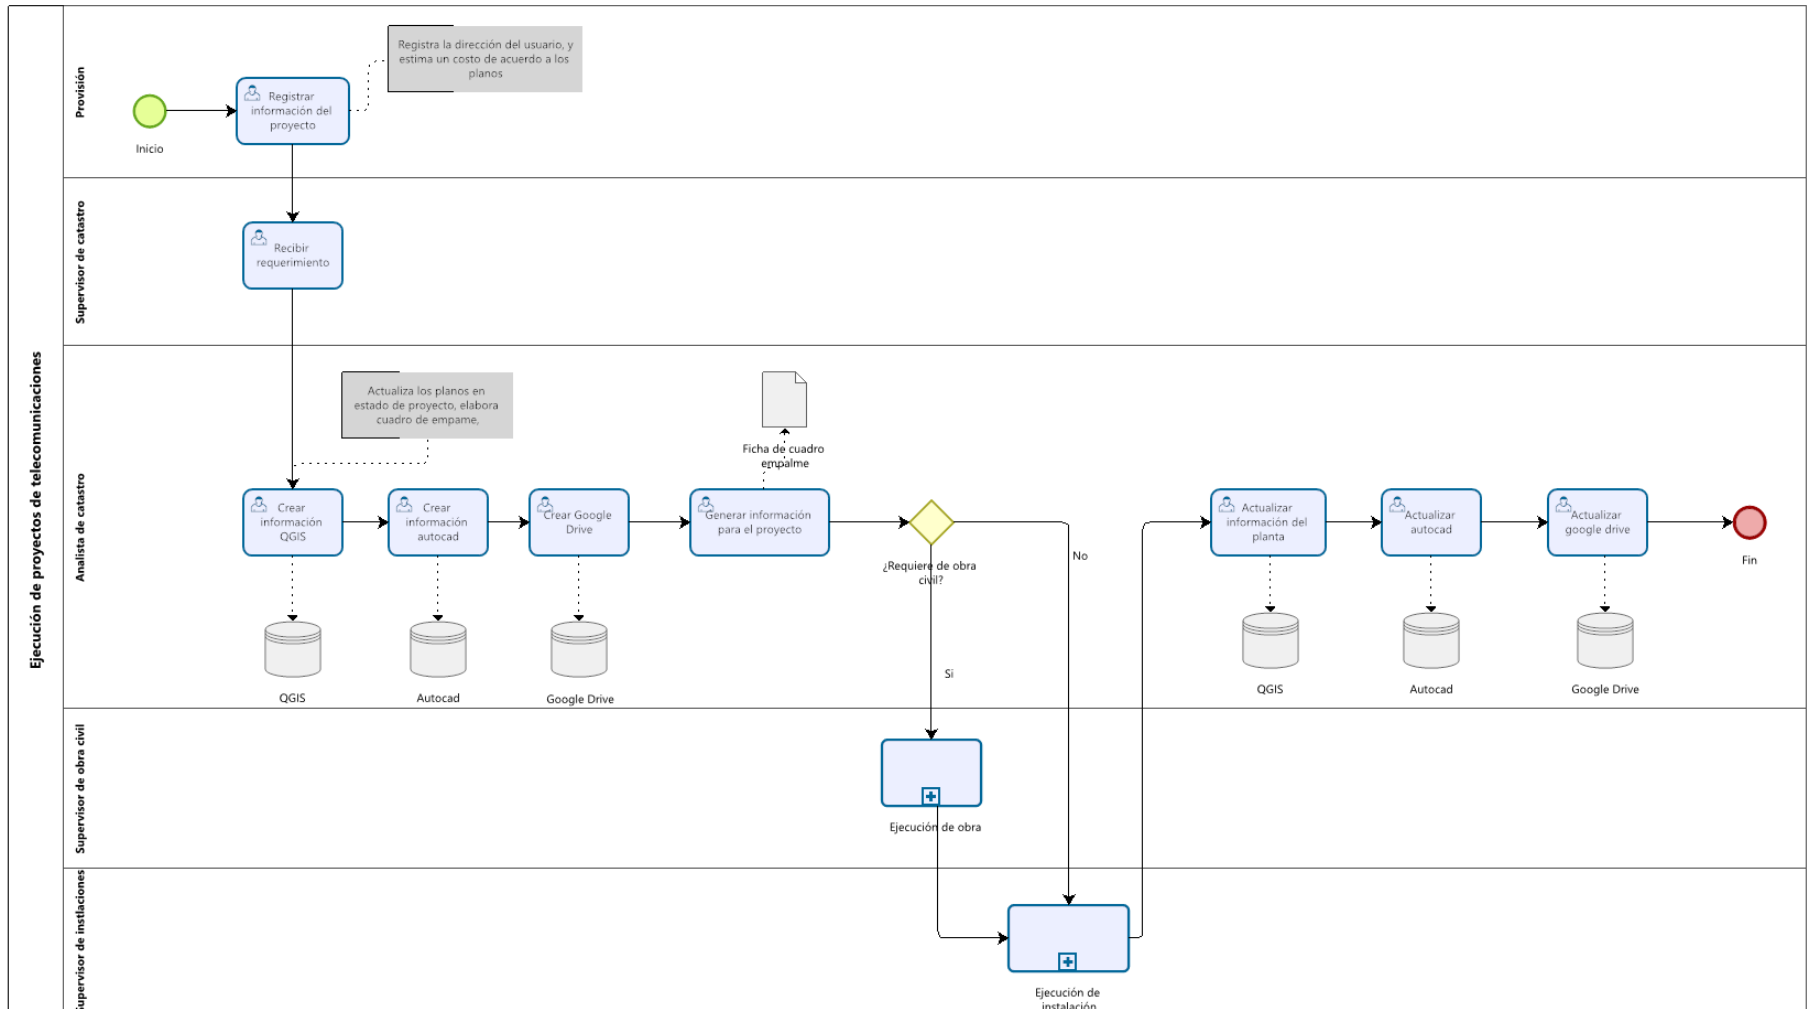 Ejecución de proyectos de telecomunicaciones
Provisión
Inicio
Registrar
información del
proyecto
Registra la dirección del usuario, y
estima un costo de acuerdo a los
planos
Supervisor de catastro
Recibir
requerimiento
Analista de catastro
Actualiza los planos en
estado de proyecto, elabora
cuadro de empame,
Crear
información
QGIS
QGIS
Crear
información
autocad
Autocad
Crear Google
Drive
Google Drive
Generar información
para el proyecto
Ficha de cuadro
empalme
¿Requiere de obra
civil?
Si
No
Actualizar
información del
planta
QGIS
Actualizar
autocad
Autocad
Actualizar
google drive
Google Drive
Fin
Supervisor de obra civil
Ejecución de obra
Supervisor de instlaciones
Ejecución de
instalación